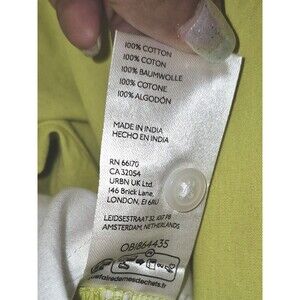 100% COTTON
100% COTON
100% BAUMWOLLE
100% COTONE
100% ALGODÓN
MADE IN INDIA
HECHO EN INDIA
RN 66170
CA 32054
URBN UK Ltd.
146 Brick Lane,
LONDON, E1 6RU
LEIDSESTRAAT 32, 1017 PB
AMSTERDAM, NETHERLANDS
OB1864435